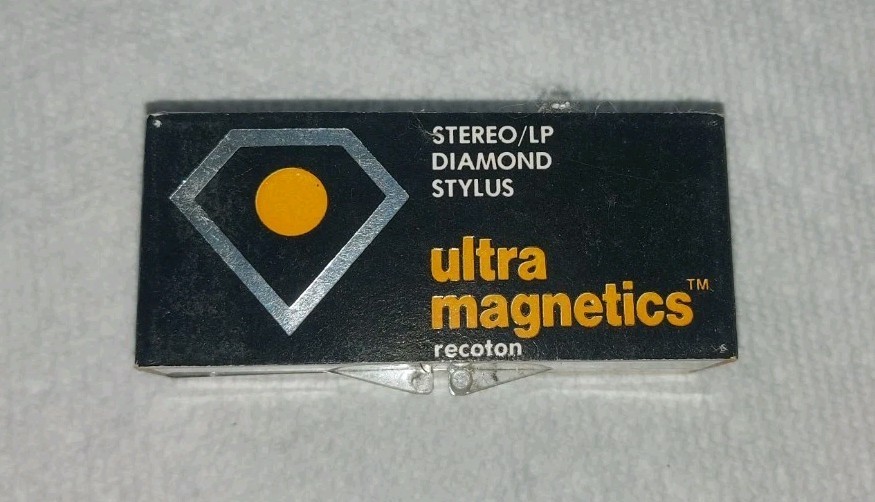 STEREO/LP
DIAMOND
STYLUS
ultra
magnetics™
recoton